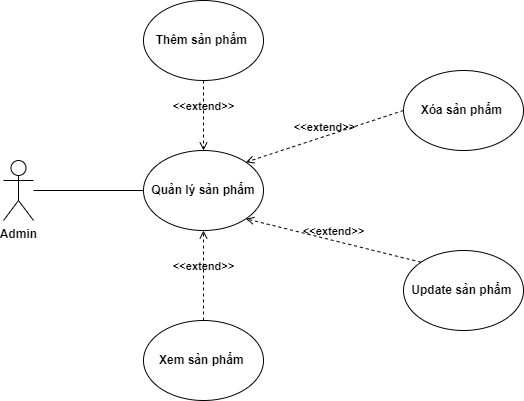 Thêm sản phẩm
<<extend>>
Xóa sản phẩm
<<extend>>
Quản lý sản phẩm
Admin
<<extend>>
<<extend>>
Update sản phẩm
Xem sản phẩm